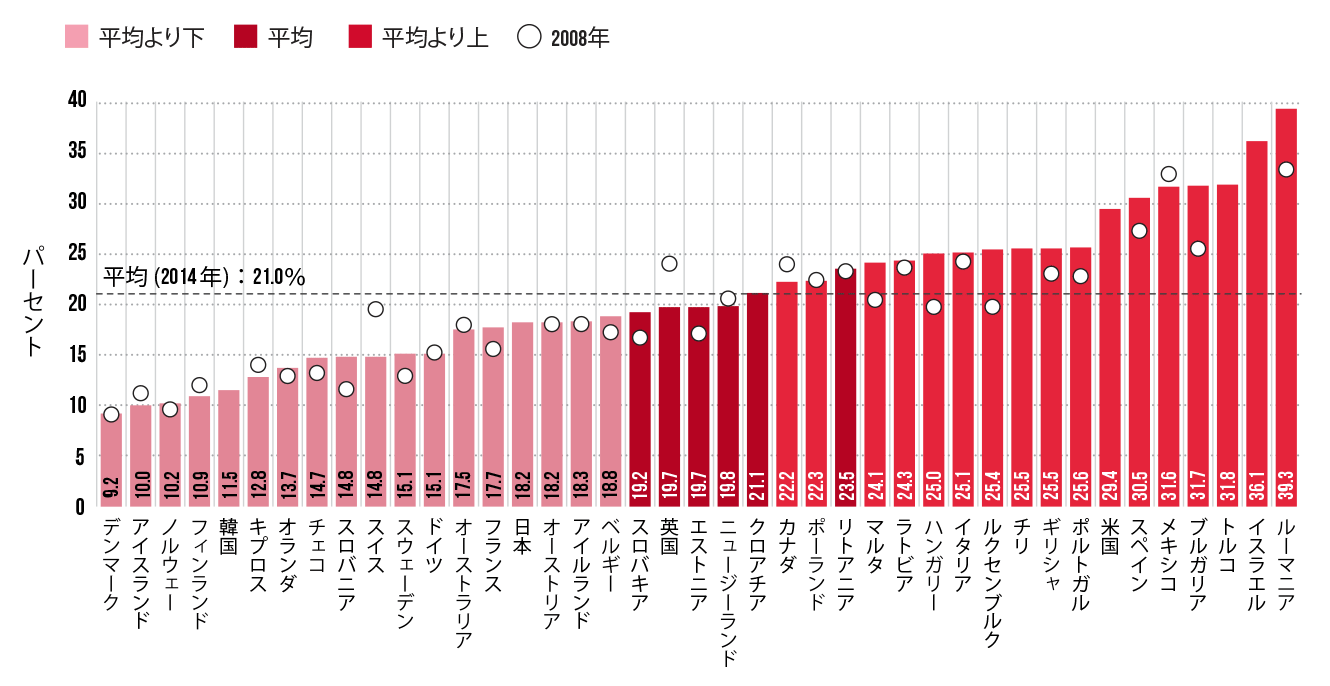 平均より下 平均 平均より上 2008年
パーセント
40
35
30
25
20
15
10
5
0
平均 (2014年)：21.0%
9.2 10.0 10.2 10.9 11.5 12.8 13.7 14.7 14.8 14.8 15.1 15.1 17.5 17.7 18.2 18.2 18.3 18.8 19.2 19.7 19.7 19.8 21.1 22.2 22.3 23.5 24.1 24.3 25.0 25.1 25.4 25.5 25.5 25.6 29.4 30.5 31.6 31.7 31.8 36.1 39.3
デンマーク
アイスランド
ノルウェー
フィンランド
韓国
キプロス
オランダ
チェコ
スロバニア
スイス
スウェーデン
ドイツ
オーストラリア
フランス
日本
オーストリア
アイルランド
ベルギー
スロバキア
英国
エストニア
ニュージーランド
クロアチア
カナダ
ポーランド
リトアニア
マルタ
ラトビア
ハンガリー
イタリア
ルクセンブルク
チリ
ギリシャ
ポルトガル
米国
スペイン
メキシコ
ブルガリア
トルコ
イスラエル
ルーマニア